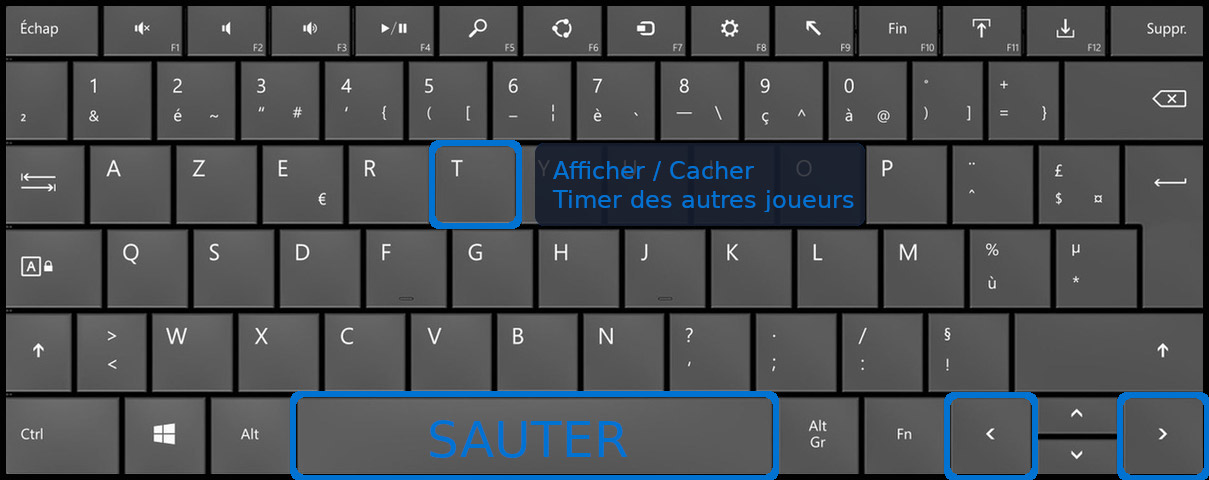 Échap F1 F2 F3 F4 F5 F6 F7 F8 F9 Fin F10 F11 F12 Suppr.
1 2 3 4 5 6 7 8 9 0 ° +
₂ & é ~ “ # ‘ { ( [ _ ¦ è ` — \ ç ^ à @ ) ] = }
A Z E € R T Y U I O P ¨ ^ £ $ ¤
Afficher / Cacher
Timer des autres joueurs
A Q S D F G H J K L M % ù µ *
> < W X C V B N ? , . ; / : § !
Ctrl Alt SAUTER Alt Gr Fn < >